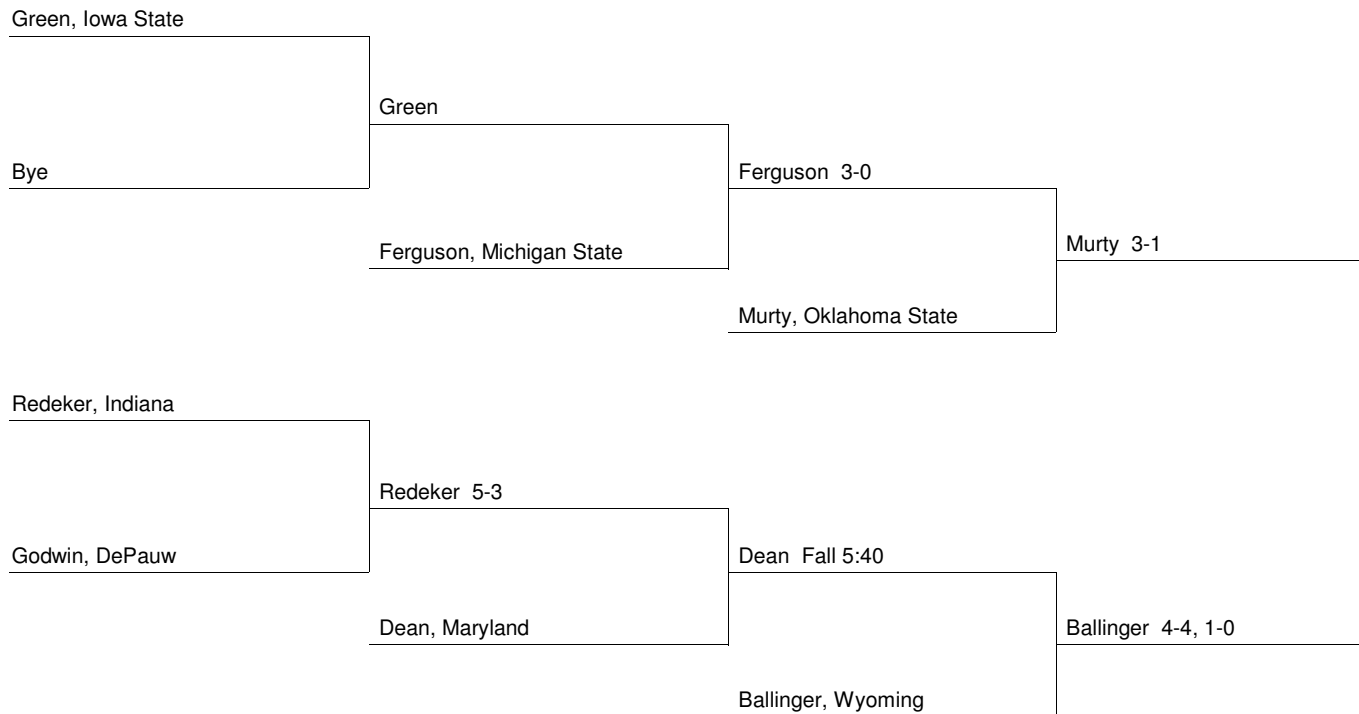 Green, Iowa State
Green
Bye
Ferguson  3-0
Ferguson, Michigan State
Murty  3-1
Murty, Oklahoma State
Redeker, Indiana
Redeker  5-3
Godwin, DePauw
Dean  Fall 5:40
Dean, Maryland
Ballinger  4-4, 1-0
Ballinger, Wyoming